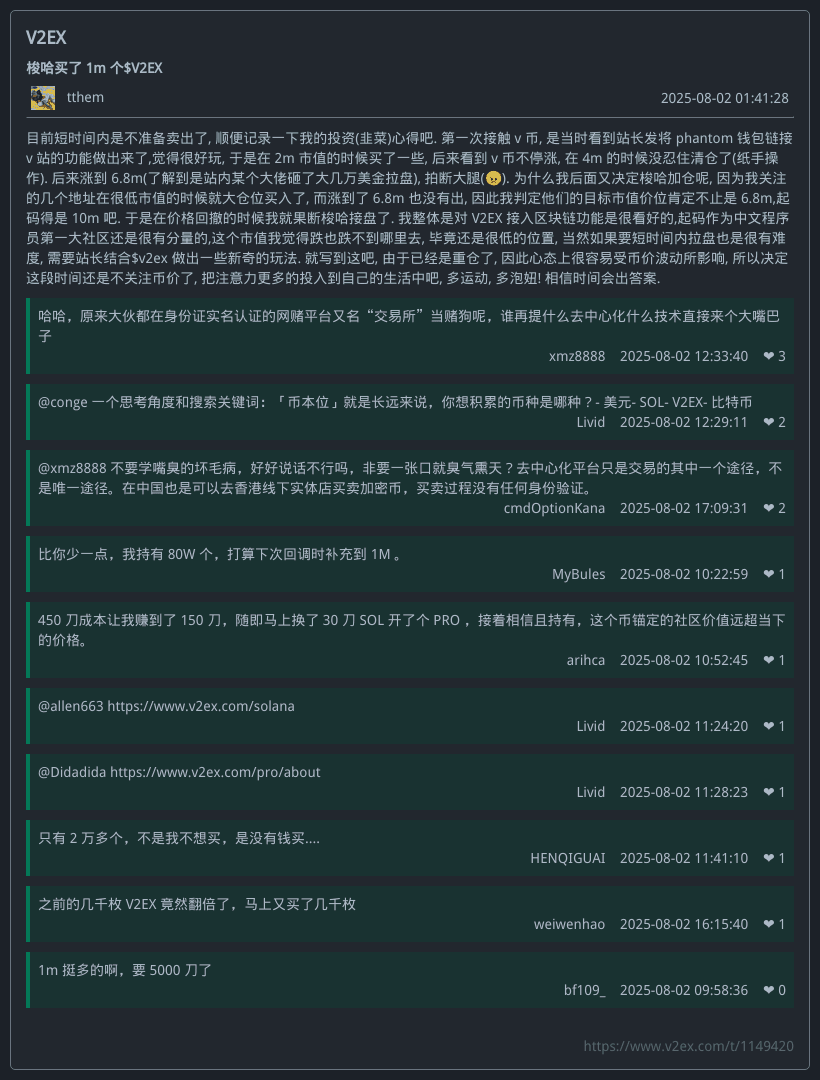 V2EX
梭哈买了 1m 个$V2EX
tthem
2025-08-02 01:41:28
目前短时间内是不准备卖出了, 顺便记录一下我的投资(韭菜)心得吧. 第一次接触 v 币, 是当时看到站长发将 phantom 钱包链接
v 站的功能做出来了,觉得很好玩, 于是在 2m 市值的时候买了一些, 后来看到 v 币不停涨, 在 4m 的时候没忍住清仓了(纸手操
作). 后来涨到 6.8m(了解到是站内某个大佬砸了大几万美金拉盘), 拍断大腿(😠). 为什么我后面又决定梭哈加仓呢, 因为我关注
的几个地址在很低市值的时候就大仓位买入了, 而涨到了 6.8m 也没有出, 因此我判定他们的目标市值价位肯定不止是 6.8m,起
码得是 10m 吧. 于是在价格回撤的时候我就果断梭哈接盘了. 我整体是对 V2EX 接入区块链功能是很看好的,起码作为中文程序
员第一大社区还是很有分量的,这个市值我觉得跌也跌不到哪里去, 毕竟还是很低的位置, 当然如果要短时间内拉盘也是很有难
度, 需要站长结合$v2ex 做出一些新奇的玩法. 就写到这吧, 由于已经是重仓了, 因此心态上很容易受币价波动所影响, 所以决定
这段时间还是不关注币价了, 把注意力更多的投入到自己的生活中吧, 多运动, 多泡妞! 相信时间会出答案.
哈哈，原来大伙都在身份证实名认证的网赌平台又名“交易所”当赌狗呢，谁再提什么去中心化什么技术直接来个大嘴巴
子
xmz8888 2025-08-02 12:33:40 ❤ 3
@conge 一个思考角度和搜索关键词：「币本位」就是长远来说，你想积累的币种是哪种？- 美元- SOL- V2EX- 比特币
Livid 2025-08-02 12:29:11 ❤ 2
@xmz8888 不要学嘴臭的坏毛病，好好说话不行吗，非要一张口就臭气熏天？去中心化平台只是交易的其中一个途径，不
是唯一途径。在中国也是可以去香港线下实体店买卖加密币，买卖过程没有任何身份验证。
cmdOptionKana 2025-08-02 17:09:31 ❤ 2
比你少一点，我持有 80W 个，打算下次回调时补充到 1M 。
MyBules 2025-08-02 10:22:59 ❤ 1
450 刀成本让我赚到了 150 刀，随即马上换了 30 刀 SOL 开了个 PRO ，接着相信且持有，这个币锚定的社区价值远超当下
的价格。
arihca 2025-08-02 10:52:45 ❤ 1
@allen663 https://www.v2ex.com/solana
Livid 2025-08-02 11:24:20 ❤ 1
@Didadida https://www.v2ex.com/pro/about
Livid 2025-08-02 11:28:23 ❤ 1
只有 2 万多个，不是我不想买，是没有钱买....
HENQIGUAI 2025-08-02 11:41:10 ❤ 1
之前的几千枚 V2EX 竟然翻倍了，马上又买了几千枚
weiwenhao 2025-08-02 16:15:40 ❤ 1
1m 挺多的啊，要 5000 刀了
bf109_ 2025-08-02 09:58:36 ❤ 0
https://www.v2ex.com/t/1149420